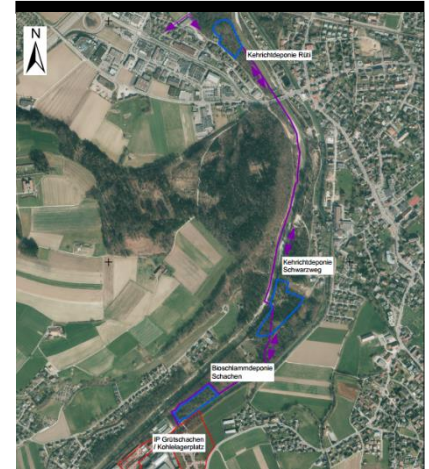 N
Kehrichtdeponie Rüti
Kehrichtdeponie
Schwarzweg
Bioschlammdeponie
Schachen
IP Grütschachen
/ Kohlelagerplatz